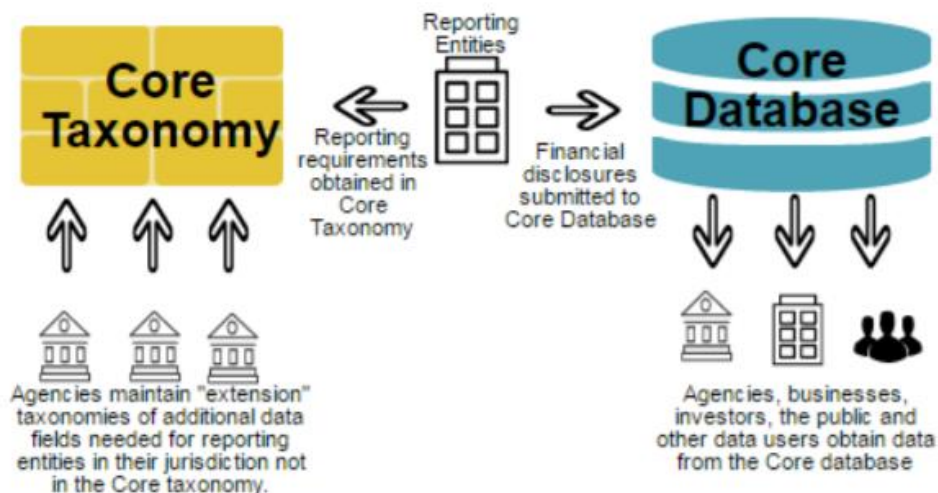 Core
Taxonomy
Reporting
Entities
Core
Database
Reporting
requirements
obtained in
Core
Taxonomy
Financial
disclosures
submitted to
Core Database
Agencies maintain "extension"
taxonomies of additional data
fields needed for reporting
entities in their jurisdiction not
in the Core taxonomy.
Agencies, businesses,
investors, the public and
other data users obtain data
from the Core database